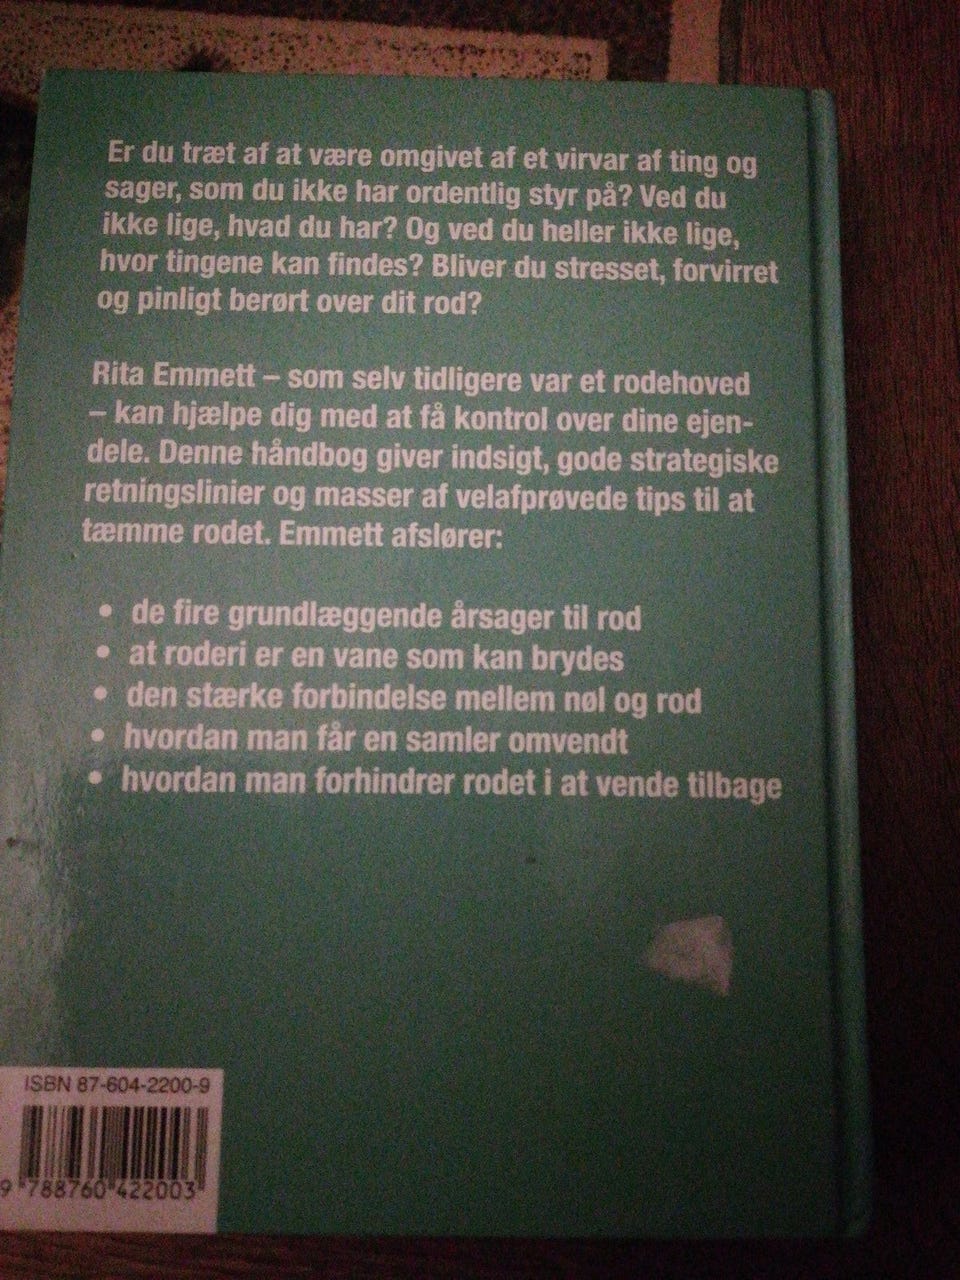 Er du træt af at være omgivet af et virvar af ting og
sager, som du ikke har ordentlig styr på? Ved du
ikke lige, hvad du har? Og ved du heller ikke lige,
hvor tingene kan findes? Bliver du stresset, forvirret
og pinligt berørt over dit rod?
Rita Emmett – som selv tidligere var et rodehoved
– kan hjælpe dig med at få kontrol over dine ejen-
dele. Denne håndbog giver indsigt, gode strategiske
retningslinier og masser af velafprøvede tips til at
tæmme rodet. Emmett afslører:
• de fire grundlæggende årsager til rod
• at roderi er en vane som kan brydes
• den stærke forbindelse mellem nøl og rod
• hvordan man får en samler omvendt
• hvordan man forhindrer rodet i at vende tilbage
ISBN 87-604-2200-9
9 788760 422003